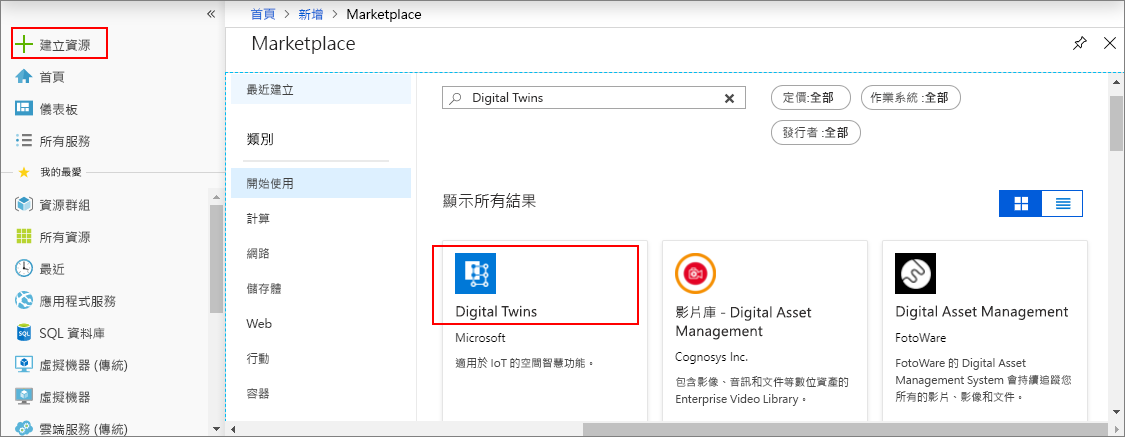 首頁 > 新增 > Marketplace
Marketplace
建立資源
首頁
儀表板
所有服務
我的最愛
資源群組
所有資源
最近
應用程式服務
SQL 資料庫
虛擬機器 (傳統)
虛擬機器
雲端服務 (傳統)
最近建立
類別
開始使用
計算
網路
儲存體
Web
行動
容器
Digital Twins
定價:全部
作業系統 :全部
發行者 :全部
顯示所有結果
Digital Twins
Microsoft
適用於 IoT 的空間智慧功能。
影片庫 - Digital Asset
Management
Cognosys Inc.
包含影像、音訊和文件等數位資產的
Enterprise Video Library。
Digital Asset Management
FotoWare
FotoWare 的 Digital Asset
Management System 會持續追蹤您
所有的影片、影像和文件。